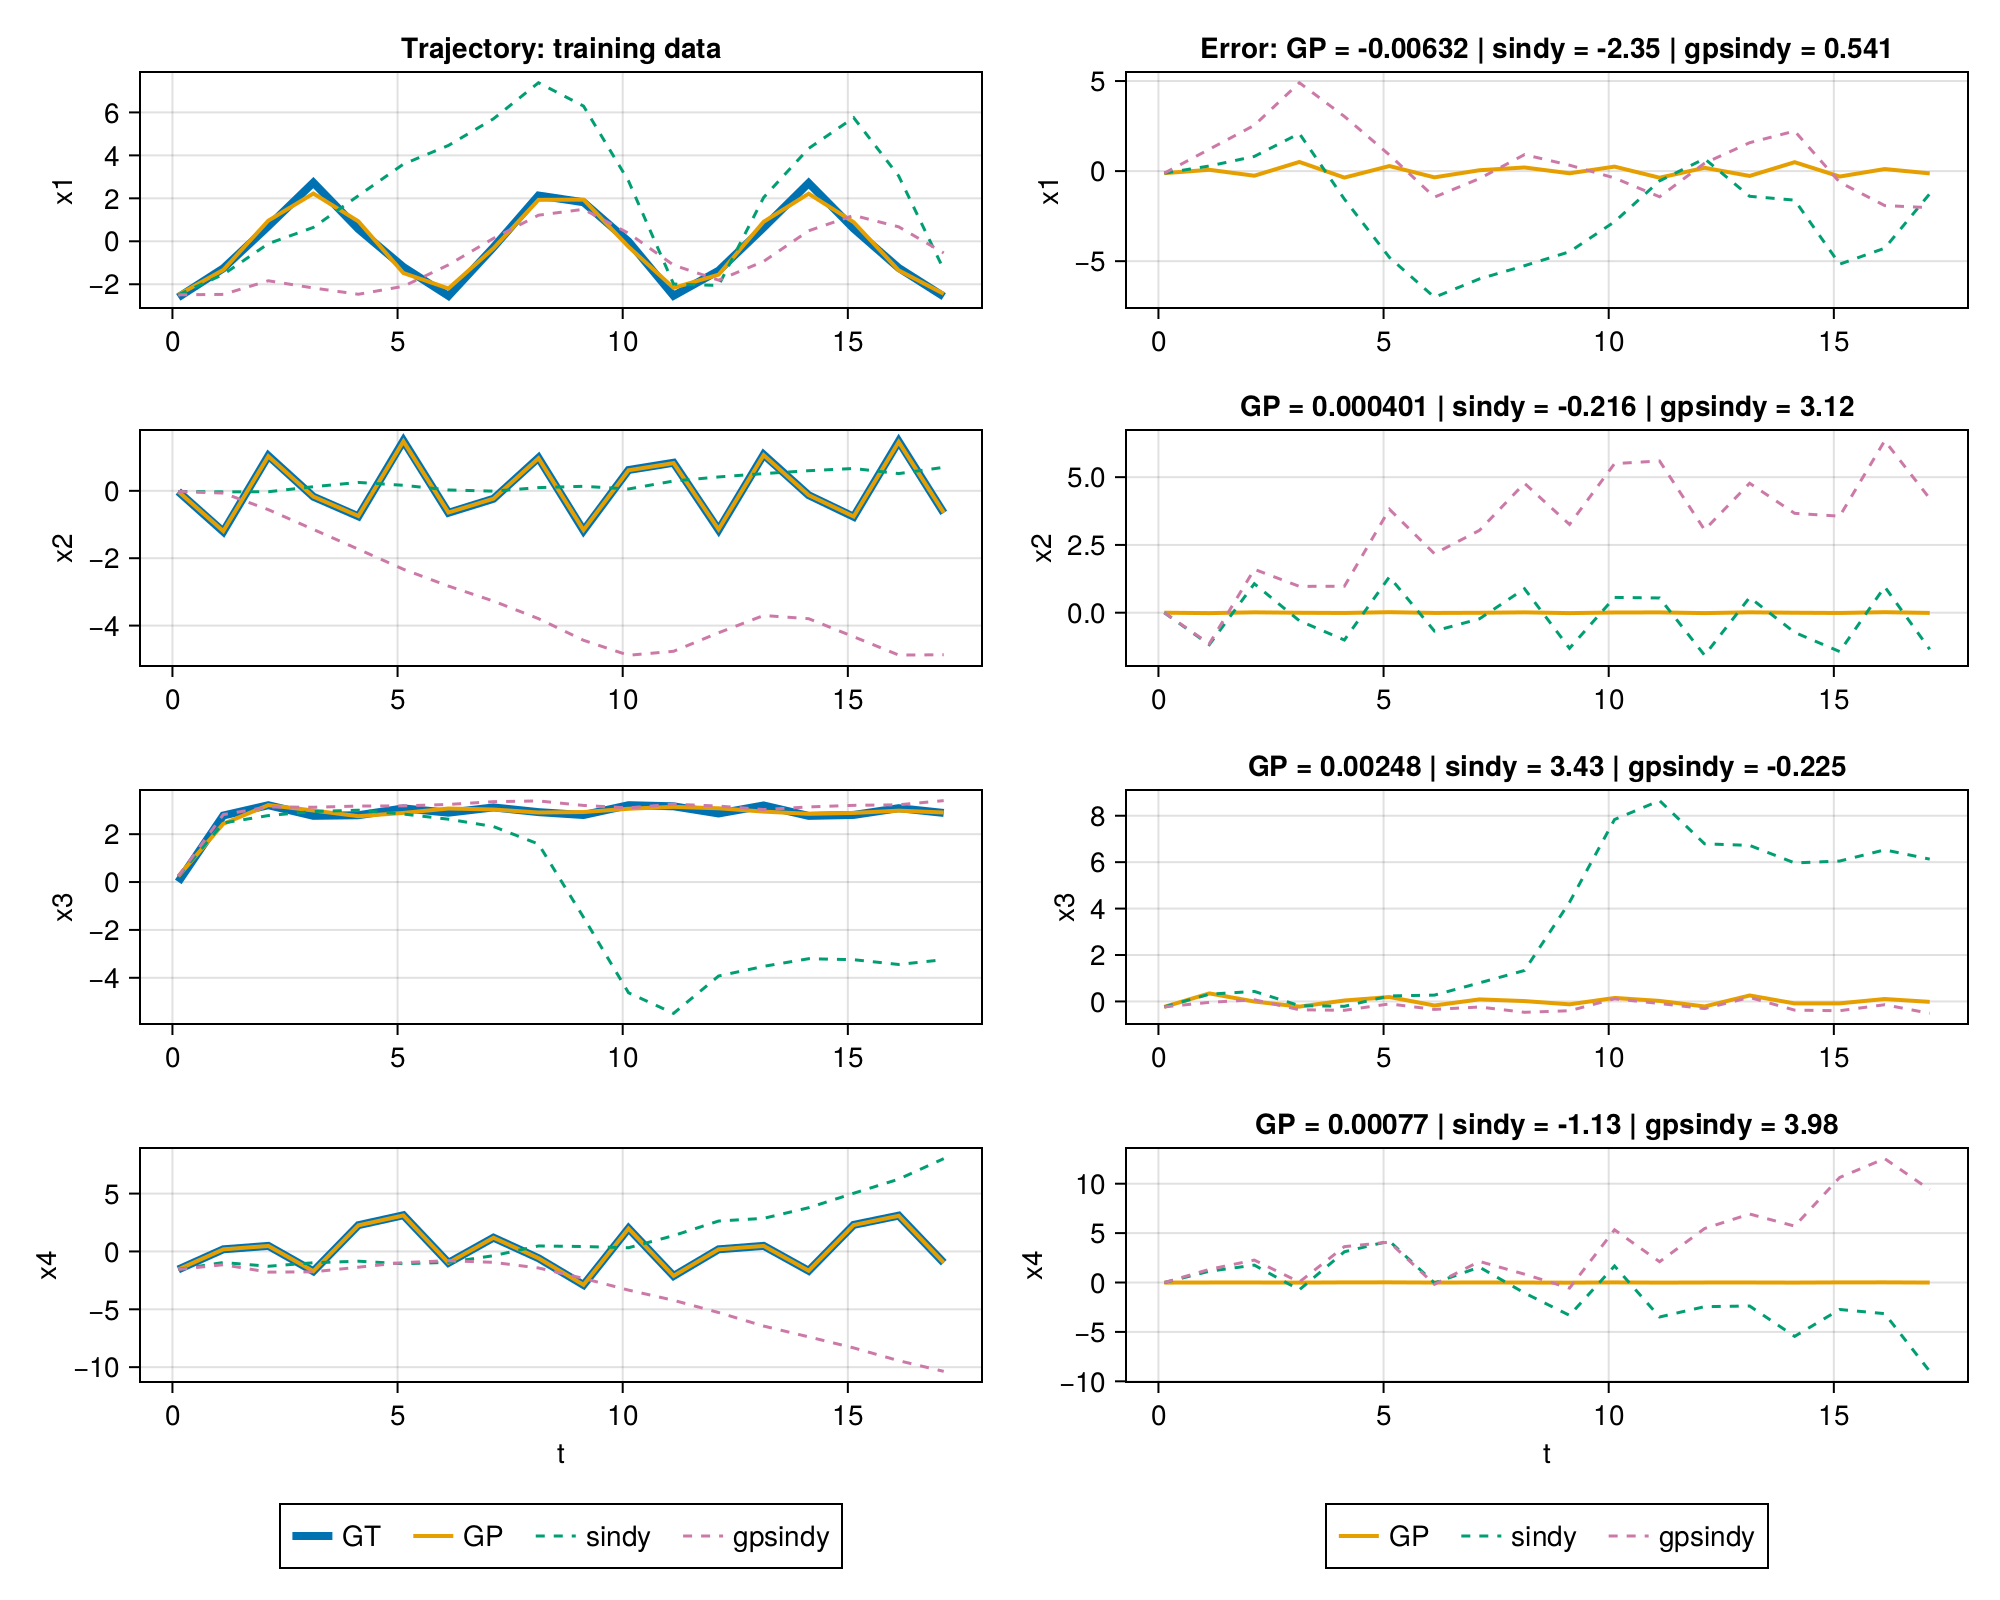 Trajectory: training data
x1
6
4
2
0
−2
0 5 10 15
Error: GP = -0.00632 | sindy = -2.35 | gpsindy = 0.541
x1
5
0
−5
0 5 10 15
x2
0
−2
−4
0 5 10 15
GP = 0.000401 | sindy = -0.216 | gpsindy = 3.12
x2
5.0
2.5
0.0
0 5 10 15
x3
2
0
−2
−4
0 5 10 15
GP = 0.00248 | sindy = 3.43 | gpsindy = -0.225
x3
8
6
4
2
0
0 5 10 15
x4
5
0
−5
−10
0 5 10 15
t
GP = 0.00077 | sindy = -1.13 | gpsindy = 3.98
x4
10
5
0
−5
−10
0 5 10 15
t
GT GP sindy gpsindy
GP sindy gpsindy